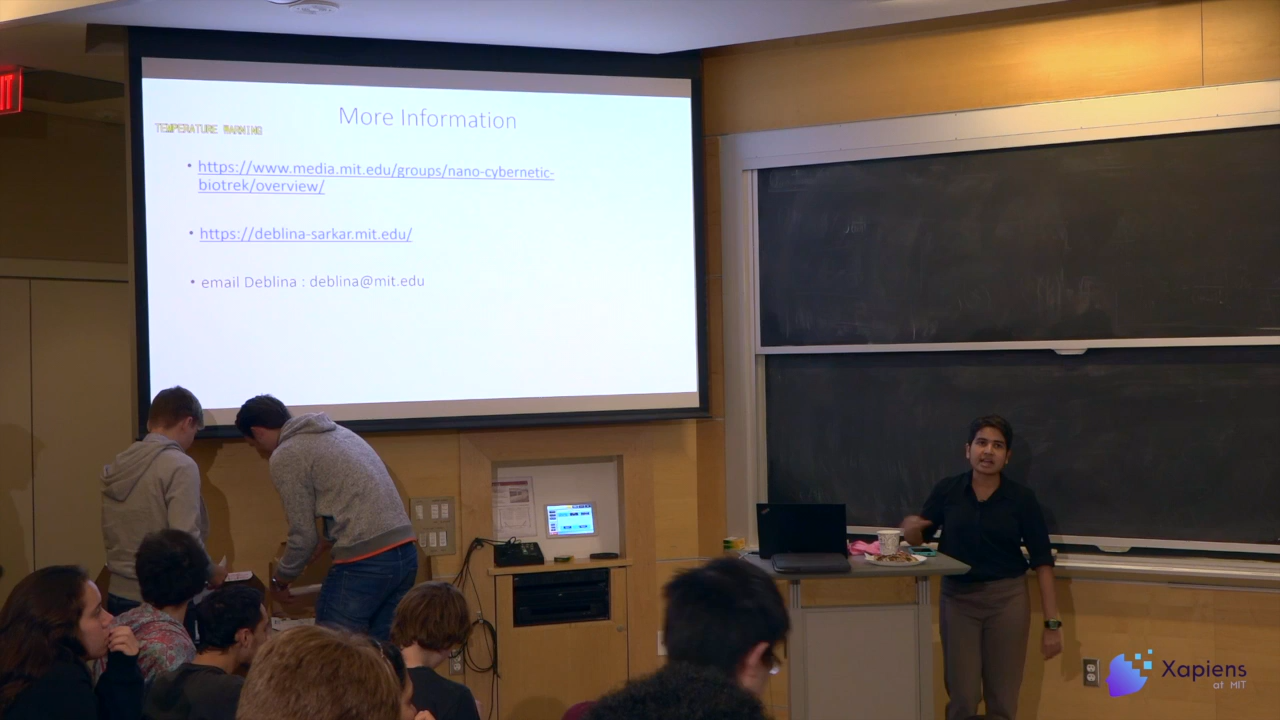 More Information
TEMPERATURE WARNING
• https://www.media.mit.edu/groups/nano-cybernetic-
biotrek/overview/
• https://deblina-sarkar.mit.edu/
• email Deblina : deblina@mit.edu
Xapiens
at MIT